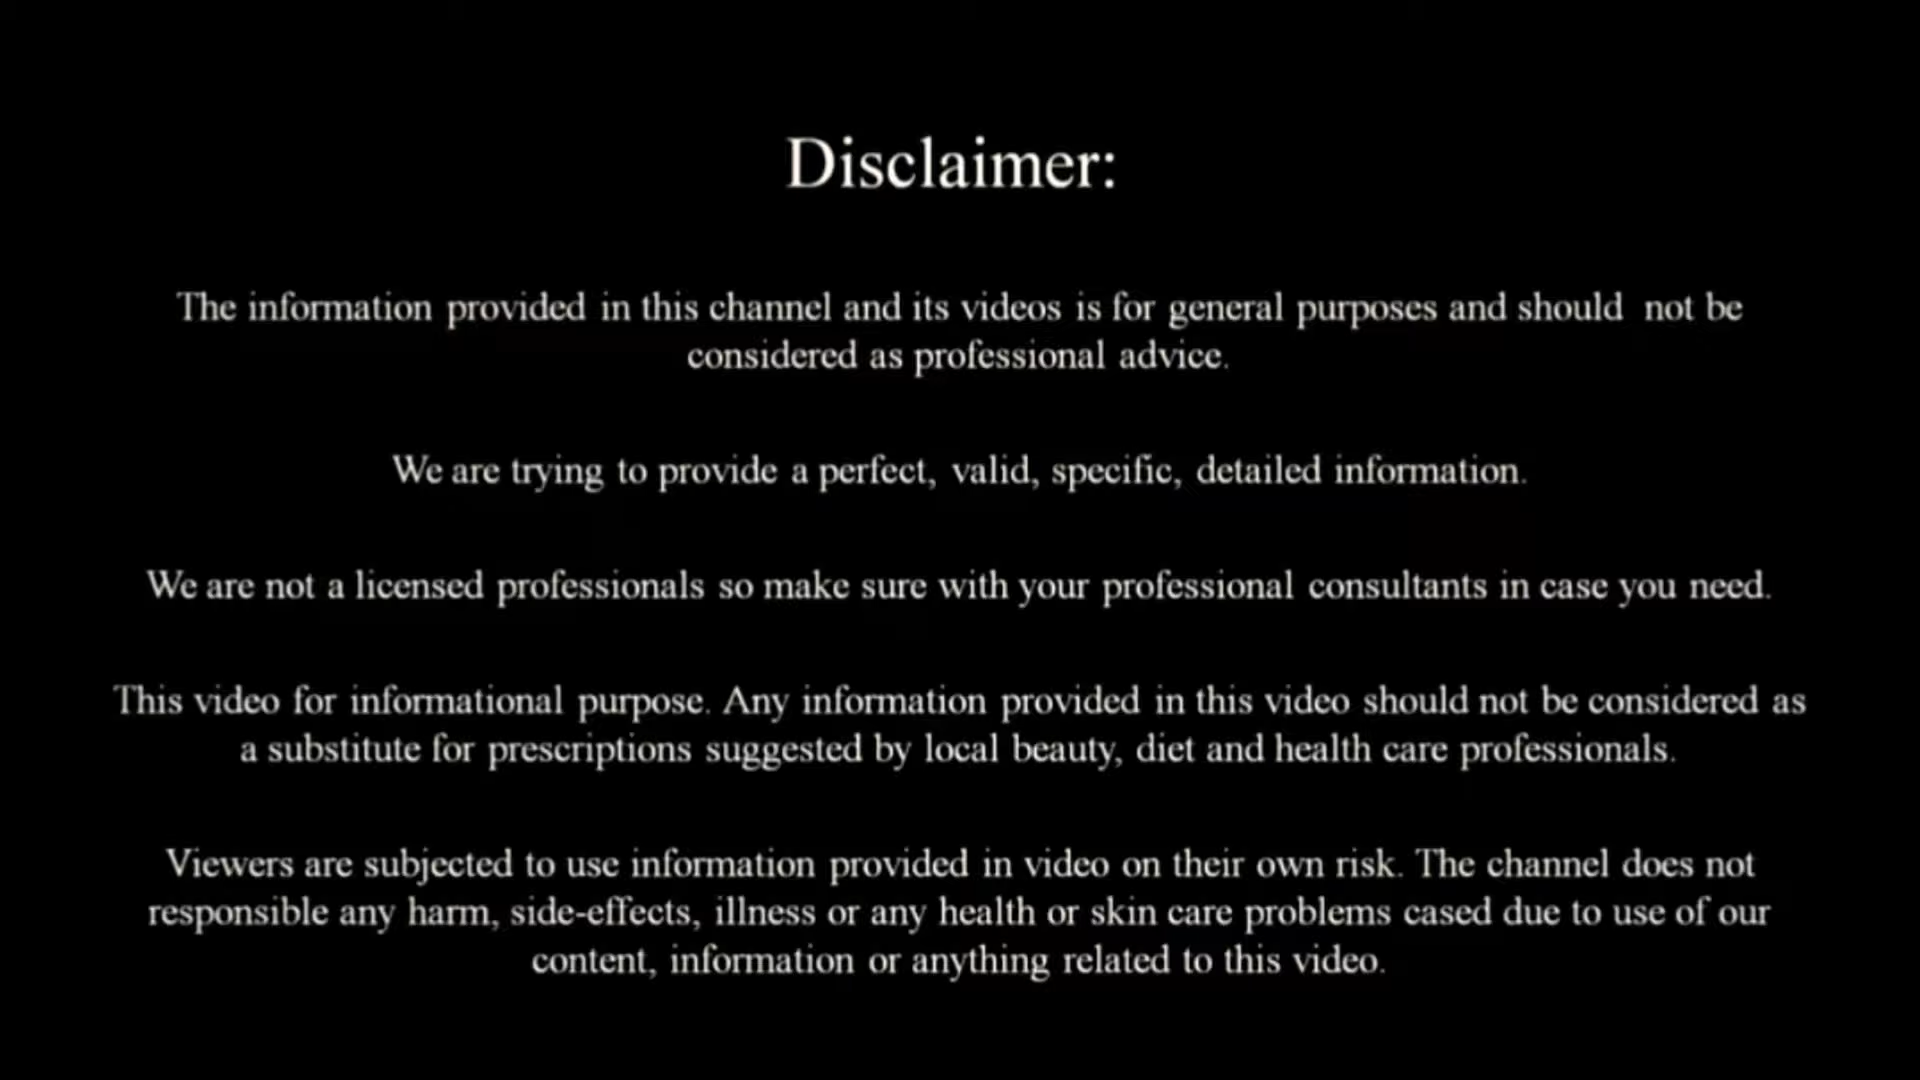 Disclaimer:
The information provided in this channel and its videos is for general purposes and should not be
considered as professional advice.
We are trying to provide a perfect, valid, specific, detailed information.
We are not a licensed professionals so make sure with your professional consultants in case you need.
This video for informational purpose. Any information provided in this video should not be considered as
a substitute for prescriptions suggested by local beauty, diet and health care professionals.
Viewers are subjected to use information provided in video on their own risk. The channel does not
responsible any harm, side-effects, illness or any health or skin care problems cased due to use of our
content, information or anything related to this video.